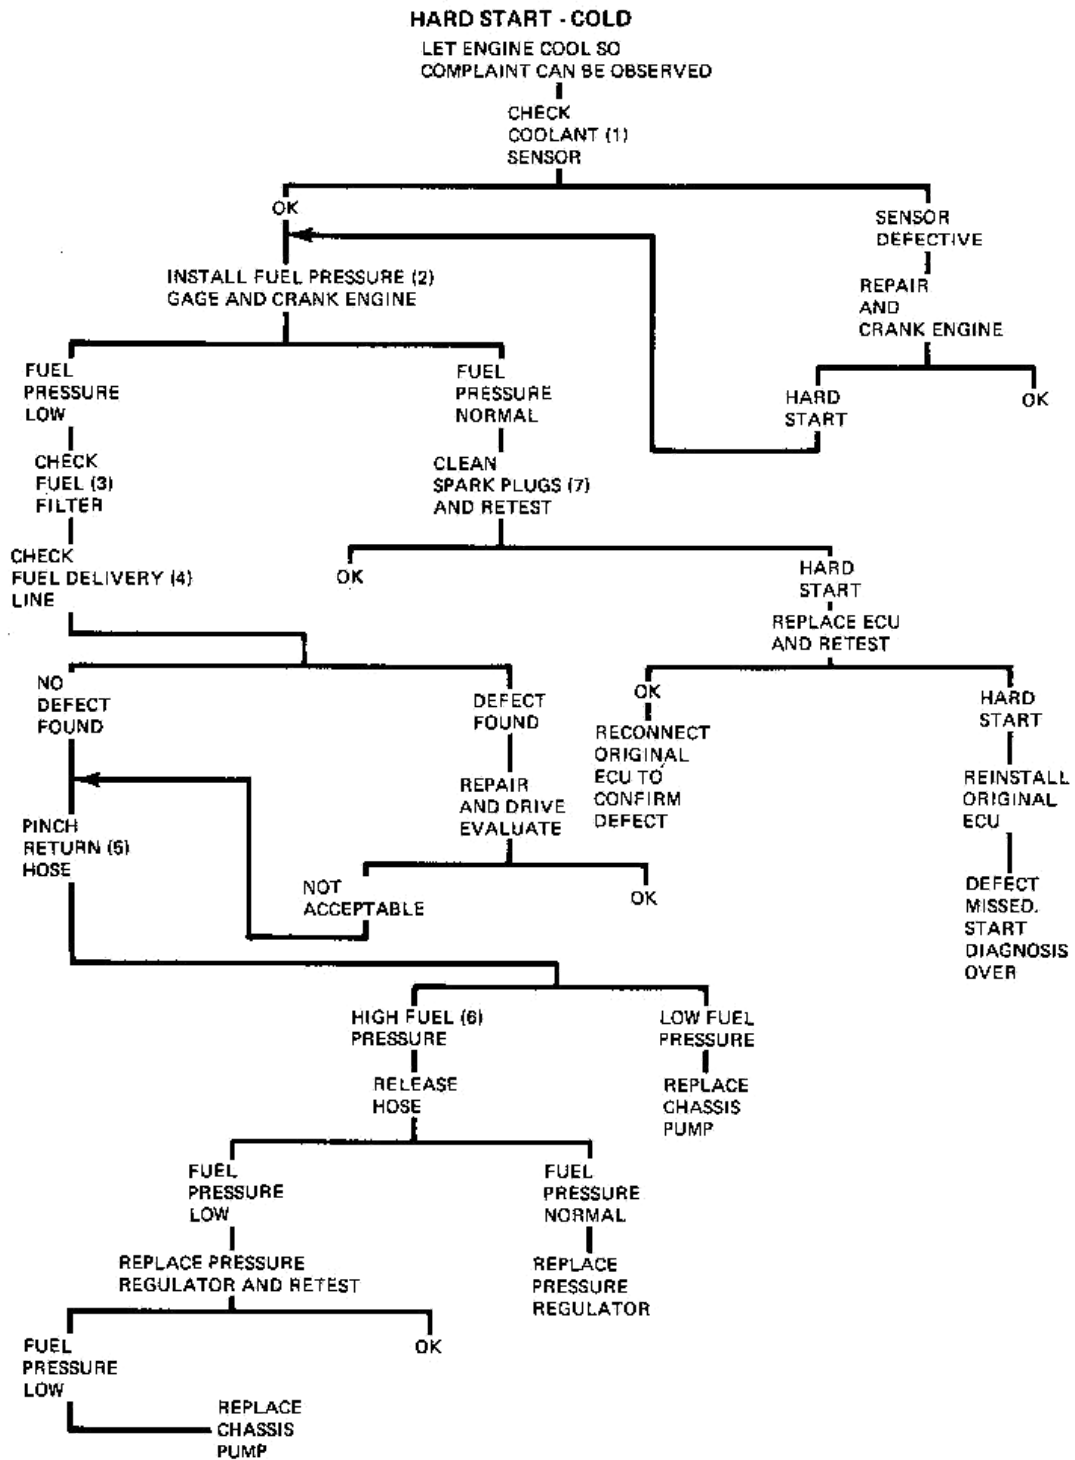 HARD START - COLD
LET ENGINE COOL SO
COMPLAINT CAN BE OBSERVED
CHECK
COOLANT (1)
SENSOR
OK
SENSOR
DEFECTIVE
INSTALL FUEL PRESSURE (2)
GAGE AND CRANK ENGINE
REPAIR
AND
CRANK ENGINE
FUEL
PRESSURE
LOW
FUEL
PRESSURE
NORMAL
HARD
START
OK
CHECK
FUEL (3)
FILTER
CLEAN
SPARK PLUGS (7)
AND RETEST
CHECK
FUEL DELIVERY (4)
LINE
OK
HARD
START
REPLACE ECU
AND RETEST
NO
DEFECT
FOUND
DEFECT
FOUND
OK
HARD
START
RECONNECT
ORIGINAL
ECU TO
CONFIRM
DEFECT
REPAIR
AND DRIVE
EVALUATE
REINSTALL
ORIGINAL
ECU
PINCH
RETURN (5)
HOSE
NOT
ACCEPTABLE
OK
DEFECT
MISSED.
START
DIAGNOSIS
OVER
HIGH FUEL (6)
PRESSURE
LOW FUEL
PRESSURE
RELEASE
HOSE
REPLACE
CHASSIS
PUMP
FUEL
PRESSURE
LOW
FUEL
PRESSURE
NORMAL
REPLACE PRESSURE
REGULATOR AND RETEST
REPLACE
PRESSURE
REGULATOR
FUEL
PRESSURE
LOW
OK
REPLACE
CHASSIS
PUMP